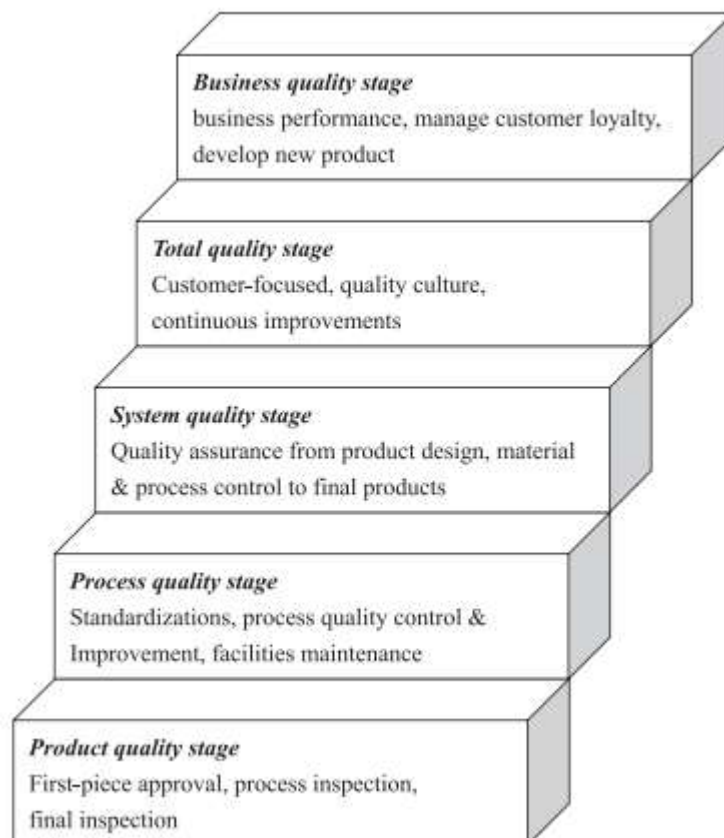 Business quality stage
business performance, manage customer loyalty,
develop new product
Total quality stage
Customer-focused, quality culture,
continuous improvements
System quality stage
Quality assurance from product design, material
& process control to final products
Process quality stage
Standardizations, process quality control &
Improvement, facilities maintenance
Product quality stage
First-piece approval, process inspection,
final inspection